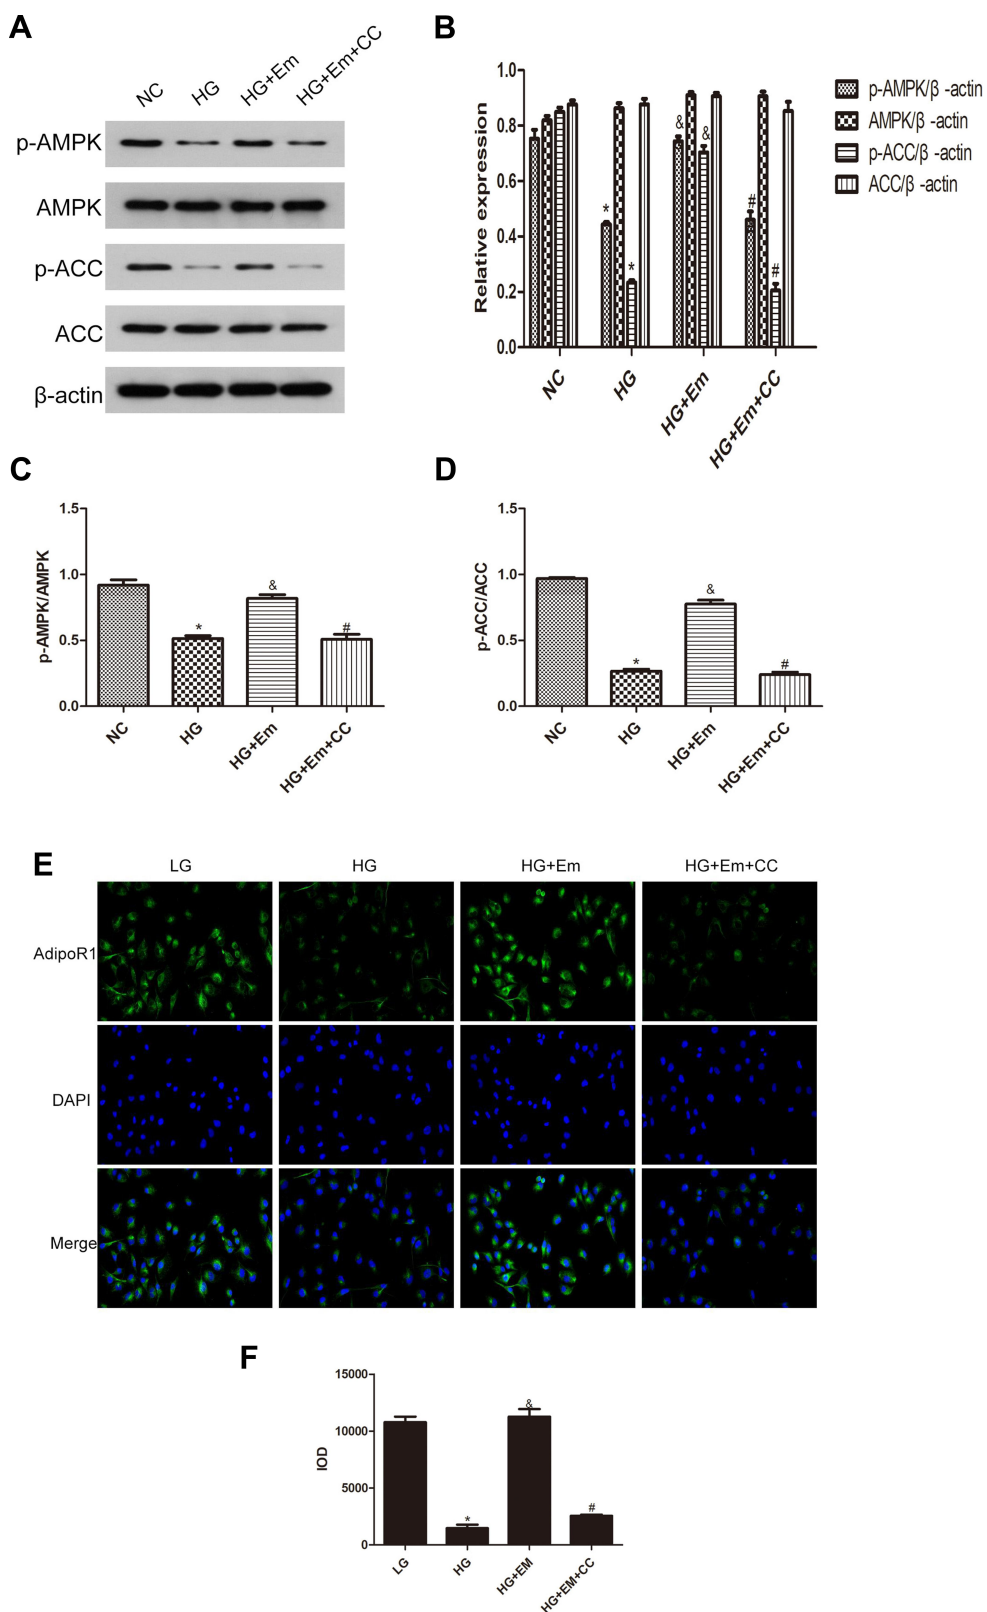 A
NC HG HG+Em HG+Em+CC
p-AMPK
AMPK
p-ACC
ACC
β-actin
B
Relative expression
1.0
0.8
0.6
0.4
0.2
0.0
* * & & # #
NC HG HG+Em HG+Em+CC
p-AMPK/β -actin
AMPK/β -actin
p-ACC/β -actin
ACC/β -actin
C
p-AMPK/AMPK
1.5
1.0
0.5
0.0
* & #
NC HG HG+Em HG+Em+CC
D
p-ACC/ACC
1.5
1.0
0.5
0.0
* & #
NC HG HG+Em HG+Em+CC
E
LG HG HG+Em HG+Em+CC
AdipoR1
DAPI
Merge
F
IOD
15000
10000
5000
0
* & #
LG HG HG+EM HG+EM+CC